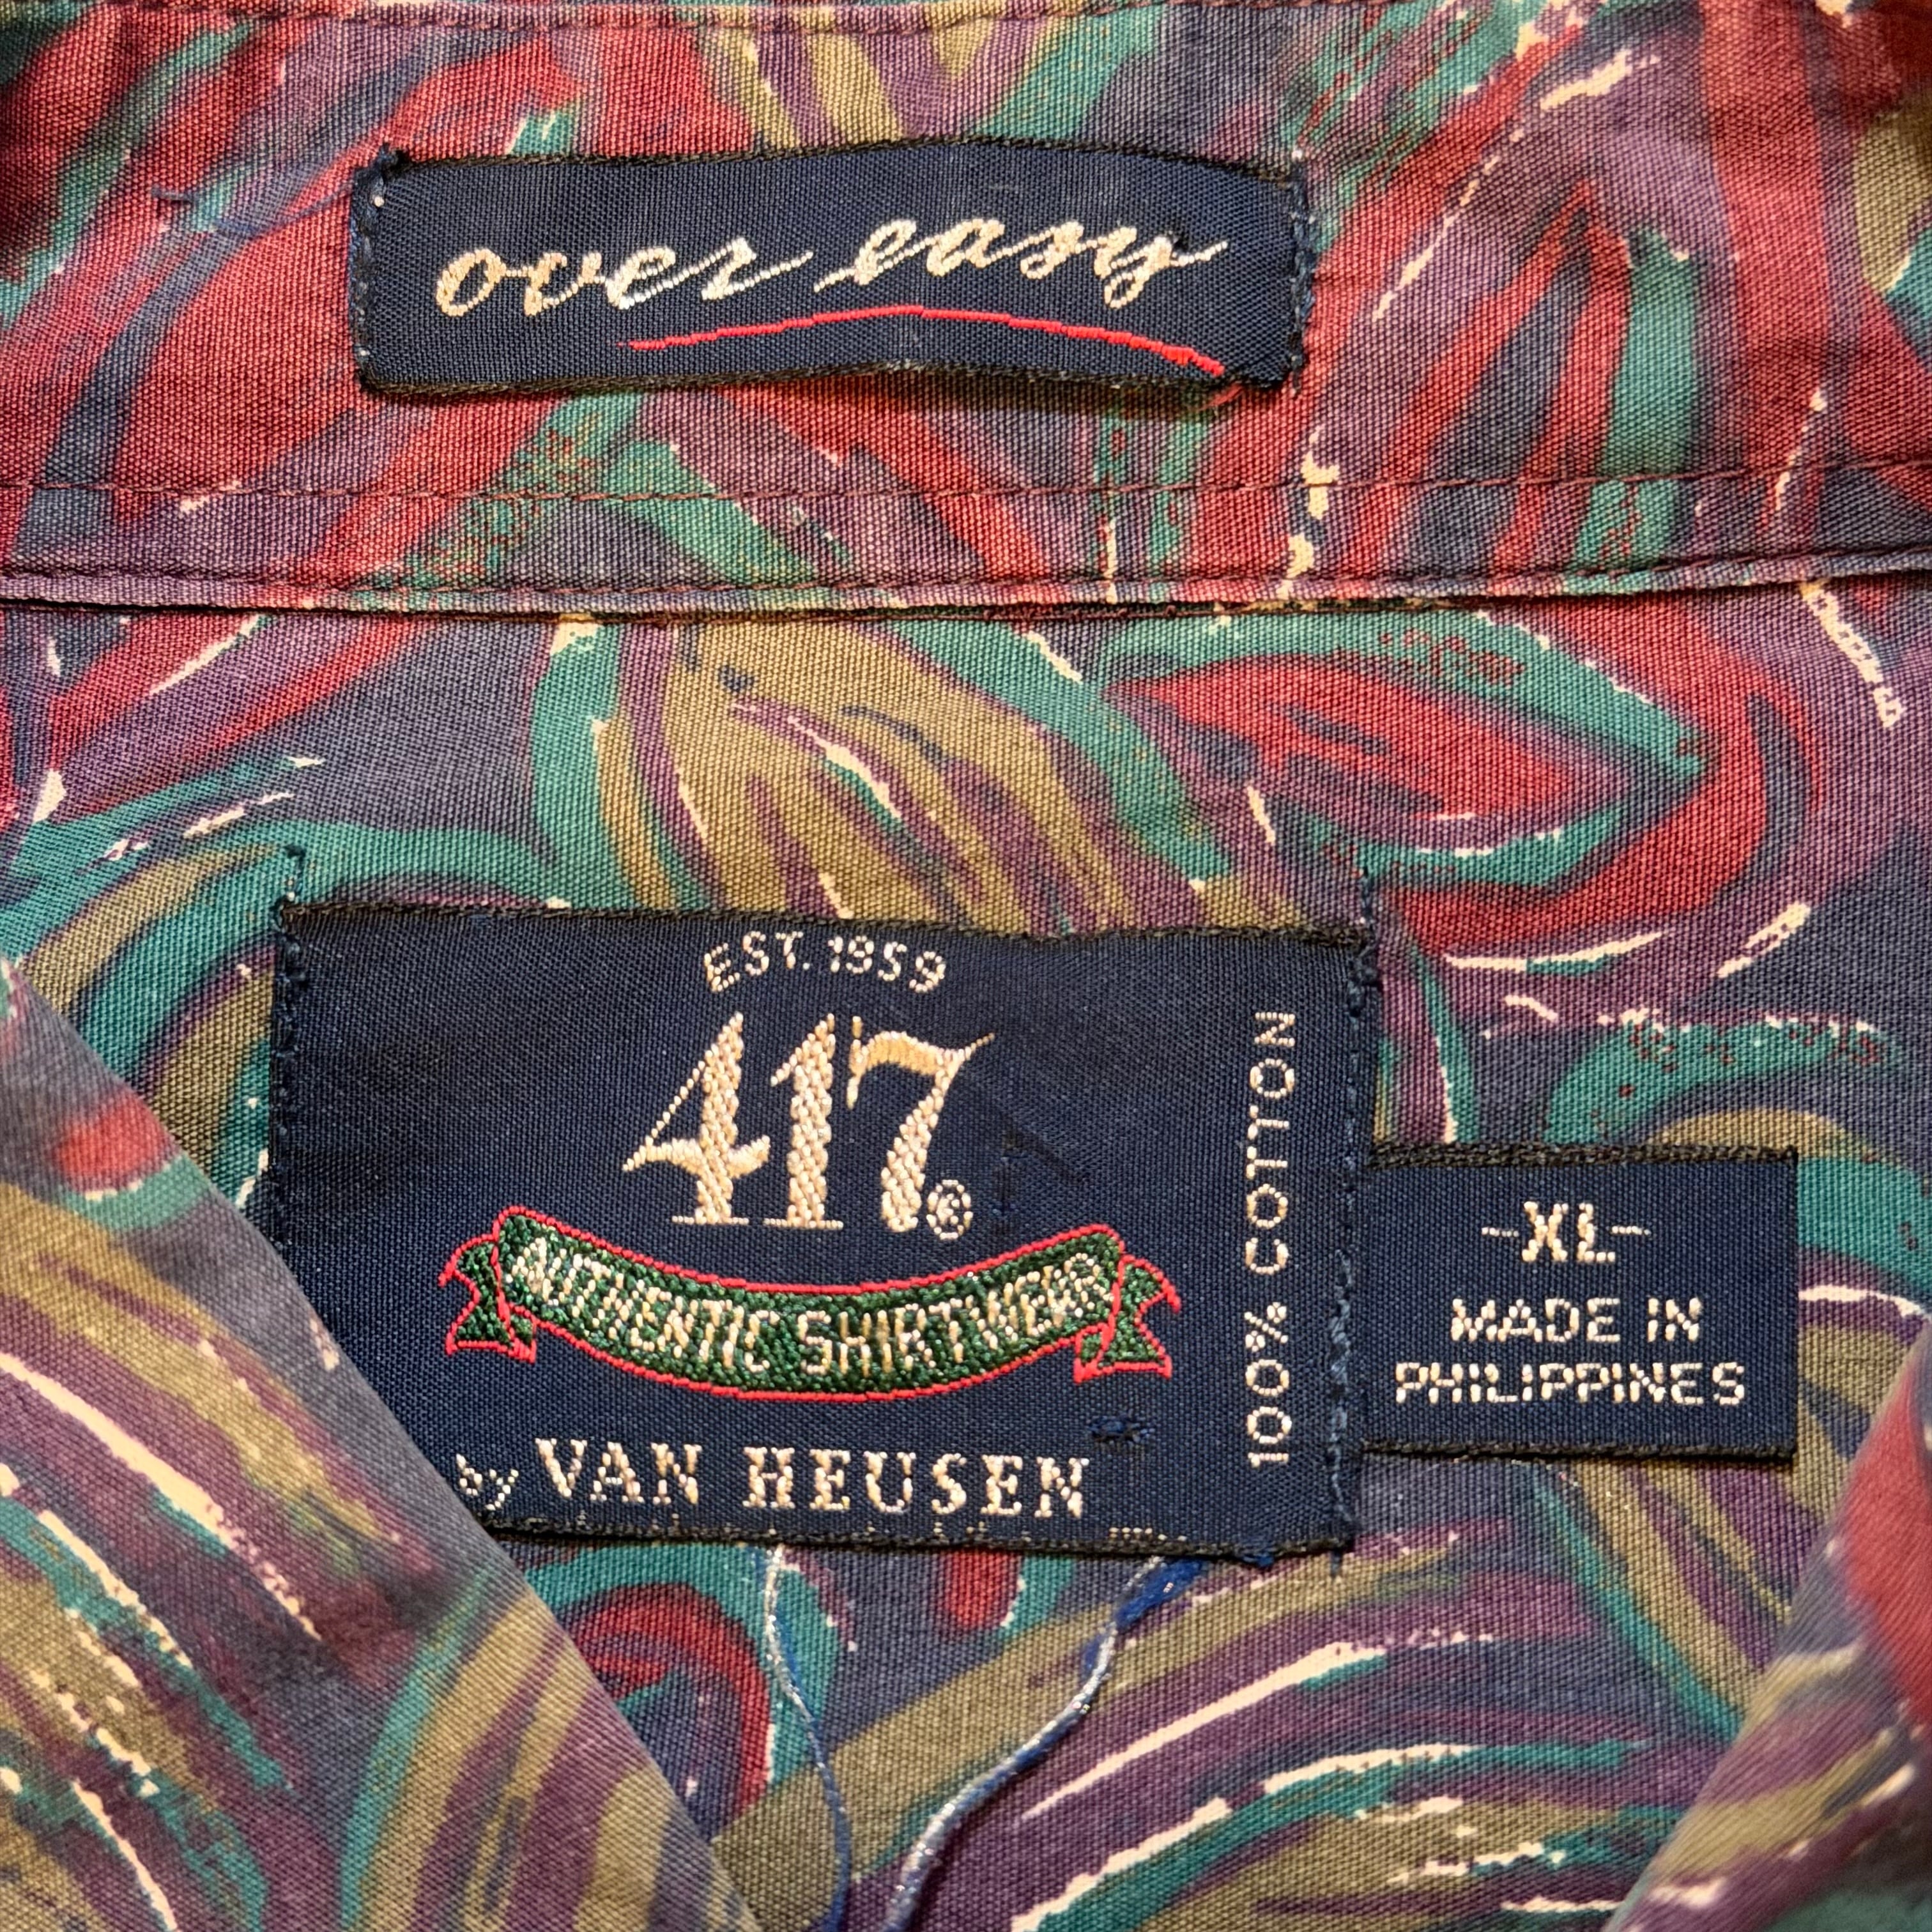 over easy
EST. 1959
417®
AUTHENTIC SHIRTWEAR
by VAN HEUSEN
100% COTTON
-XL-
MADE IN
PHILIPPINES